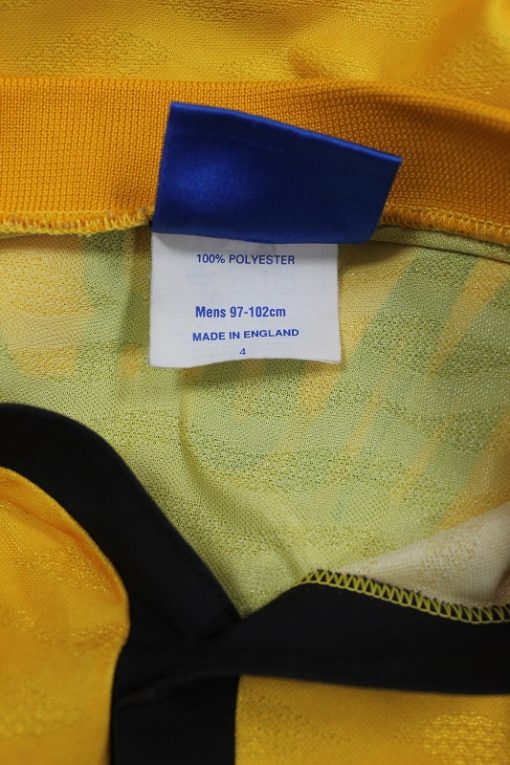 100% POLYESTER
Mens 97-102cm
MADE IN ENGLAND
4